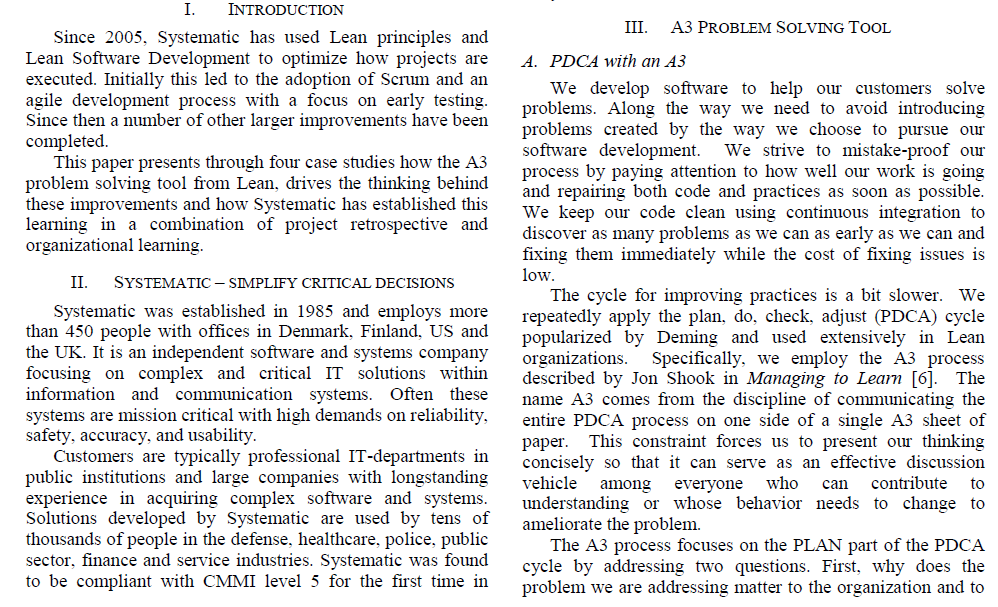 I. INTRODUCTION
Since 2005, Systematic has used Lean principles and
Lean Software Development to optimize how projects are
executed. Initially this led to the adoption of Scrum and an
agile development process with a focus on early testing.
Since then a number of other larger improvements have been
completed.
This paper presents through four case studies how the A3
problem solving tool from Lean, drives the thinking behind
these improvements and how Systematic has established this
learning in a combination of project retrospective and
organizational learning.
II. SYSTEMATIC – SIMPLIFY CRITICAL DECISIONS
Systematic was established in 1985 and employs more
than 450 people with offices in Denmark, Finland, US and
the UK. It is an independent software and systems company
focusing on complex and critical IT solutions within
information and communication systems. Often these
systems are mission critical with high demands on reliability,
safety, accuracy, and usability.
Customers are typically professional IT-departments in
public institutions and large companies with longstanding
experience in acquiring complex software and systems.
Solutions developed by Systematic are used by tens of
thousands of people in the defense, healthcare, police, public
sector, finance and service industries. Systematic was found
to be compliant with CMMI level 5 for the first time in
III. A3 PROBLEM SOLVING TOOL
A. PDCA with an A3
We develop software to help our customers solve
problems. Along the way we need to avoid introducing
problems created by the way we choose to pursue our
software development. We strive to mistake-proof our
process by paying attention to how well our work is going
and repairing both code and practices as soon as possible.
We keep our code clean using continuous integration to
discover as many problems as we can as early as we can and
fixing them immediately while the cost of fixing issues is
low.
The cycle for improving practices is a bit slower. We
repeatedly apply the plan, do, check, adjust (PDCA) cycle
popularized by Deming and used extensively in Lean
organizations. Specifically, we employ the A3 process
described by Jon Shook in Managing to Learn [6]. The
name A3 comes from the discipline of communicating the
entire PDCA process on one side of a single A3 sheet of
paper. This constraint forces us to present our thinking
concisely so that it can serve as an effective discussion
vehicle among everyone who can contribute to
understanding or whose behavior needs to change to
ameliorate the problem.
The A3 process focuses on the PLAN part of the PDCA
cycle by addressing two questions. First, why does the
problem we are addressing matter to the organization and to